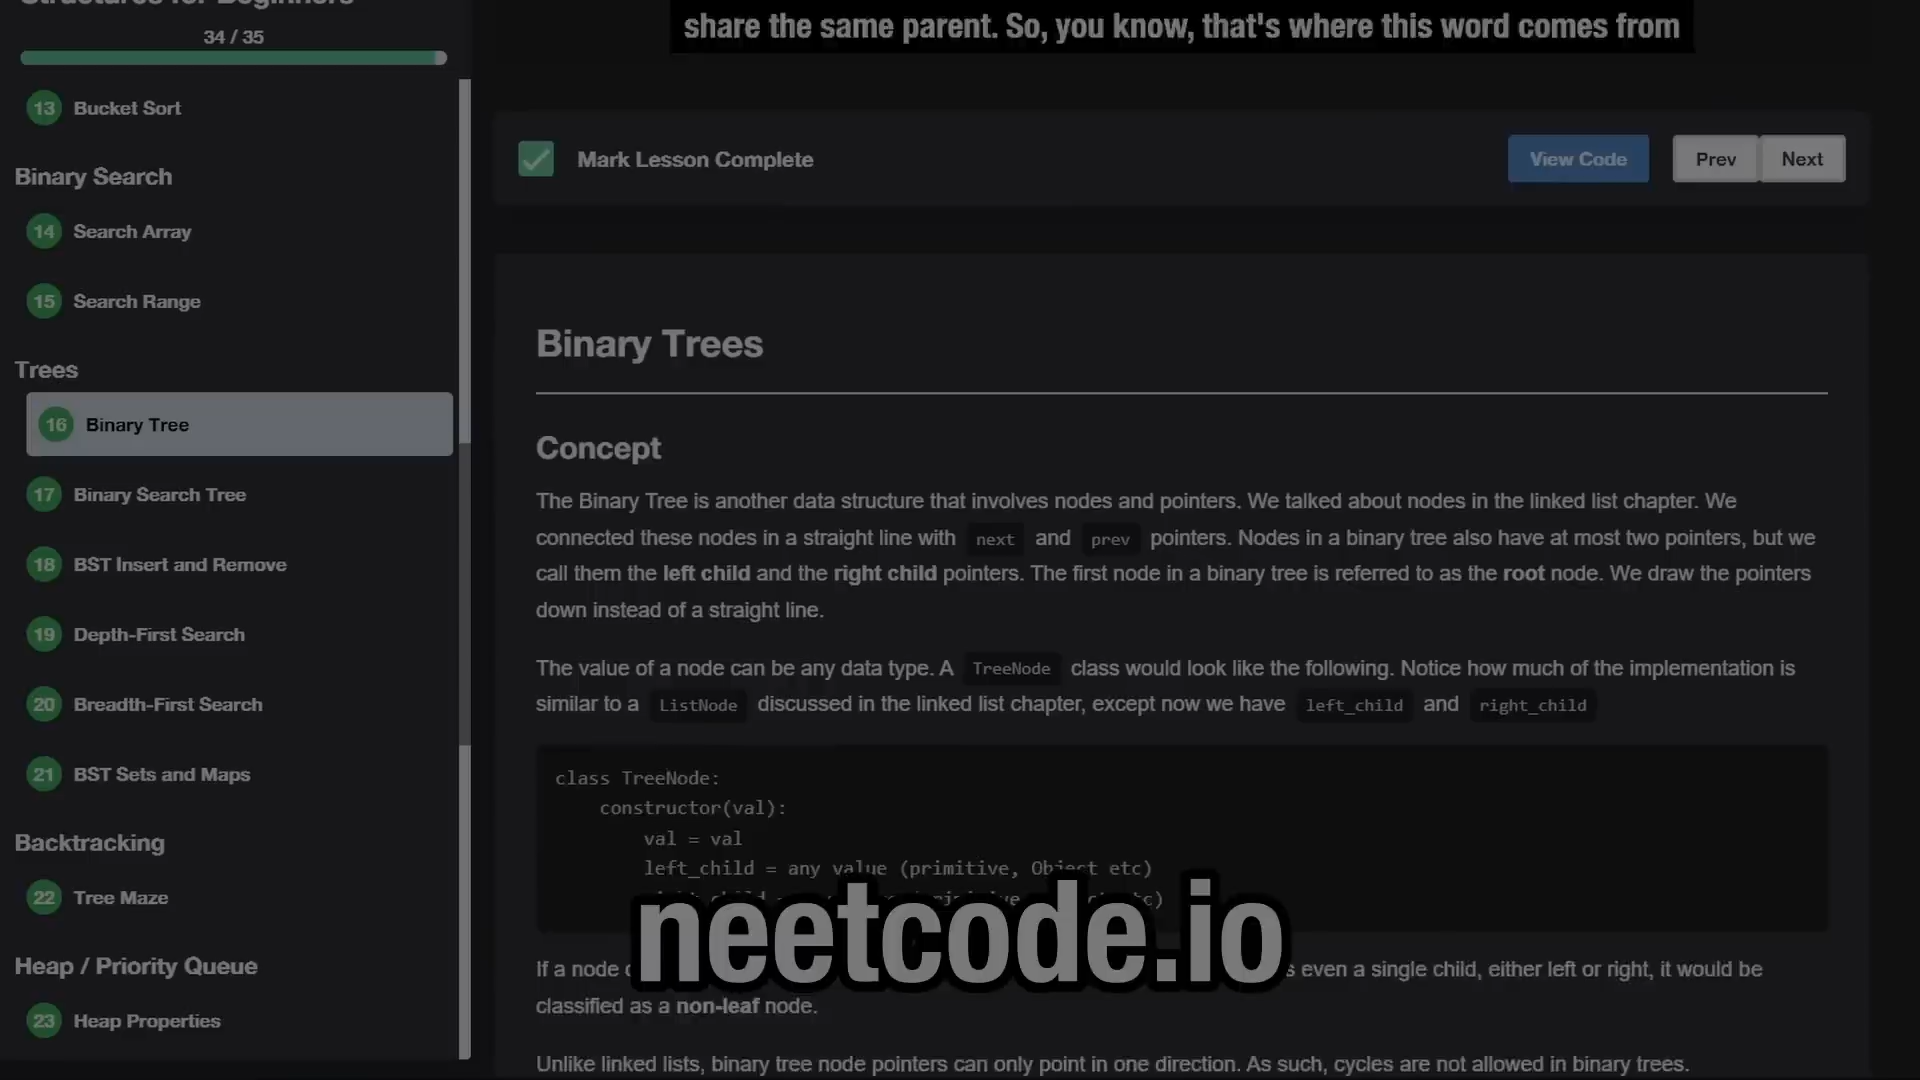 Structures for Beginners
34 / 35
13 Bucket Sort
Binary Search
14 Search Array
15 Search Range
Trees
16 Binary Tree
17 Binary Search Tree
18 BST Insert and Remove
19 Depth-First Search
20 Breadth-First Search
21 BST Sets and Maps
Backtracking
22 Tree Maze
Heap / Priority Queue
23 Heap Properties
share the same parent. So, you know, that's where this word comes from
Mark Lesson Complete
View Code
Prev
Next
Binary Trees
Concept
The Binary Tree is another data structure that involves nodes and pointers. We talked about nodes in the linked list chapter. We
connected these nodes in a straight line with next and prev pointers. Nodes in a binary tree also have at most two pointers, but we
call them the left child and the right child pointers. The first node in a binary tree is referred to as the root node. We draw the pointers
down instead of a straight line.
The value of a node can be any data type. A TreeNode class would look like the following. Notice how much of the implementation is
similar to a ListNode discussed in the linked list chapter, except now we have left_child and right_child
class TreeNode:
constructor(val):
val = val
left_child = any value (primitive, Object etc)
neetcode.io
If a node
even a single child, either left or right, it would be
classified as a non-leaf node.
Unlike linked lists, binary tree node pointers can only point in one direction. As such, cycles are not allowed in binary trees.